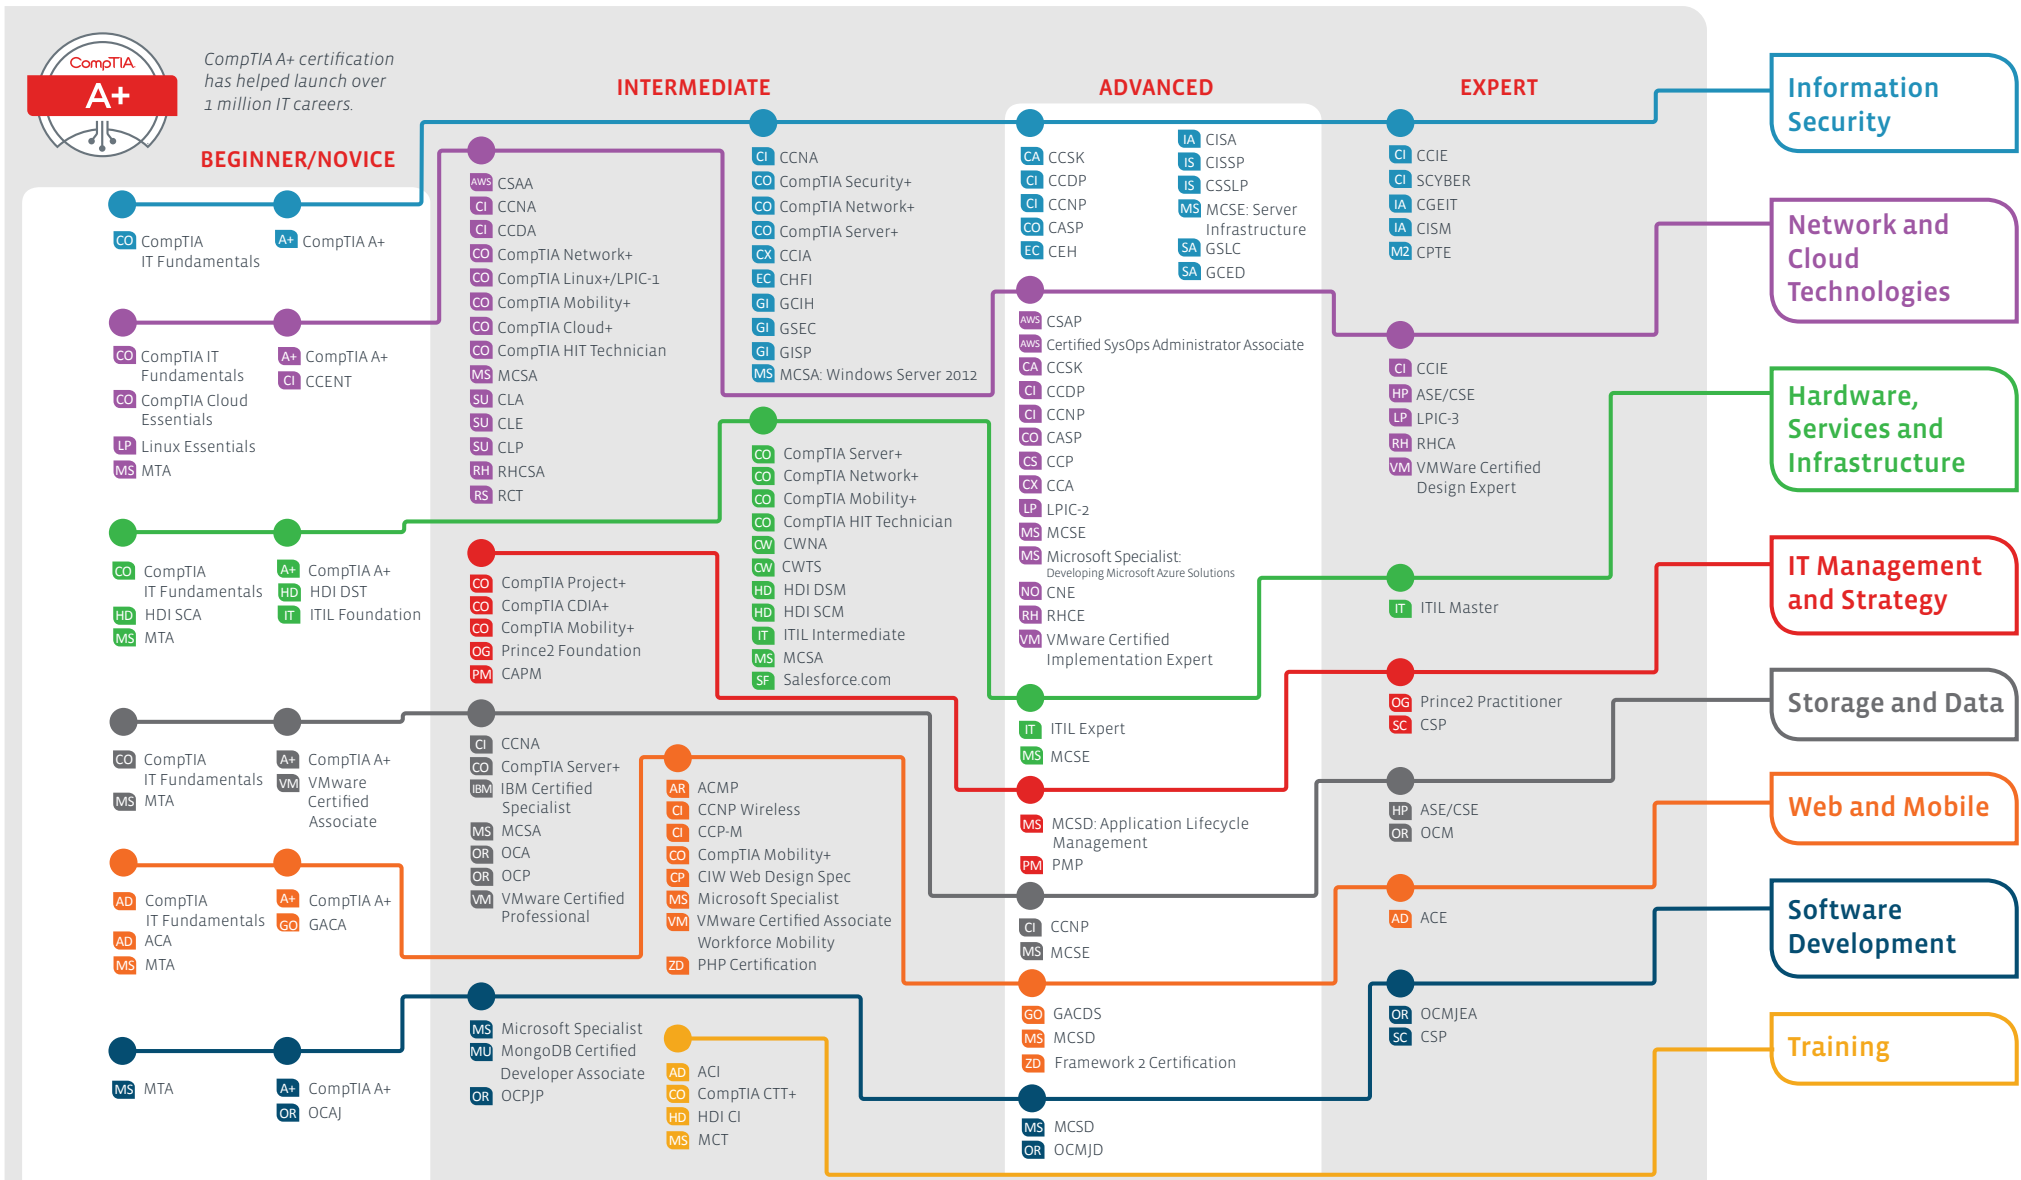 CompTIA
A+
CompTIA A+ certification
has helped launch over
1 million IT careers.
BEGINNER/NOVICE
INTERMEDIATE
ADVANCED
EXPERT
CO CompTIA
IT Fundamentals
A+ CompTIA A+
CI CCNA
CO CompTIA Security+
CO CompTIA Network+
CO CompTIA Server+
CX CCIA
EC CHFI
GI GCIH
GI GSEC
GI GISP
MS MCSA: Windows Server 2012
CA CCSK
CI CCDP
CI CCNP
CO CASP
EC CEH
IA CISA
IS CISSP
IS CSSLP
MS MCSE: Server
Infrastructure
SA GSLC
SA GCED
CI CCIE
CI SCYBER
IA CGEIT
IA CISM
M2 CPTE
Information
Security
CO CompTIA IT
Fundamentals
CO CompTIA Cloud
Essentials
LP Linux Essentials
MS MTA
A+ CompTIA A+
CI CCENT
AWS CSAA
CI CCNA
CI CCDA
CO CompTIA Network+
CO CompTIA Linux+/LPIC-1
CO CompTIA Mobility+
CO CompTIA Cloud+
CO CompTIA HIT Technician
MS MCSA
SU CLA
SU CLE
SU CLP
RH RHCSA
RS RCT
AWS CSAP
AWS Certified SysOps Administrator Associate
CA CCSK
CI CCDP
CI CCNP
CO CASP
CS CCP
CX CCA
LP LPIC-2
MS MCSE
MS Microsoft Specialist:
Developing Microsoft Azure Solutions
NO CNE
RH RHCE
VM VMware Certified
Implementation Expert
CI CCIE
HP ASE/CSE
LP LPIC-3
RH RHCA
VM VMWare Certified
Design Expert
Network and
Cloud
Technologies
CO CompTIA
IT Fundamentals
HD HDI SCA
MS MTA
A+ CompTIA A+
HD HDI DST
IT ITIL Foundation
CO CompTIA Server+
CO CompTIA Network+
CO CompTIA Mobility+
CO CompTIA HIT Technician
CW CWNA
CW CWTS
HD HDI DSM
HD HDI SCM
IT ITIL Intermediate
MS MCSA
SF Salesforce.com
IT ITIL Expert
MS MCSE
IT ITIL Master
Hardware,
Services and
Infrastructure
CO CompTIA Project+
CO CompTIA CDIA+
CO CompTIA Mobility+
OG Prince2 Foundation
PM CAPM
MS MCSD: Application Lifecycle
Management
PM PMP
OG Prince2 Practitioner
SC CSP
IT Management
and Strategy
CO CompTIA
IT Fundamentals
MS MTA
A+ CompTIA A+
VM VMware
Certified
Associate
CI CCNA
CO CompTIA Server+
IBM IBM Certified
Specialist
MS MCSA
OR OCA
OR OCP
VM VMware Certified
Professional
CI CCNP
MS MCSE
HP ASE/CSE
OR OCM
Storage and Data
AD CompTIA
IT Fundamentals
AD ACA
MS MTA
A+ CompTIA A+
GO GACA
AR ACMP
CI CCNP Wireless
CI CCP-M
CO CompTIA Mobility+
CP CIW Web Design Spec
MS Microsoft Specialist
VM VMware Certified Associate
Workforce Mobility
ZD PHP Certification
GO GACDS
MS MCSD
ZD Framework 2 Certification
AD ACE
Web and Mobile
MS MTA
A+ CompTIA A+
OR OCAJ
MS Microsoft Specialist
MU MongoDB Certified
Developer Associate
OR OCPJP
MS MCSD
OR OCMJD
OR OCMJEA
SC CSP
Software
Development
AD ACI
CO CompTIA CTT+
HD HDI CI
MS MCT
Training